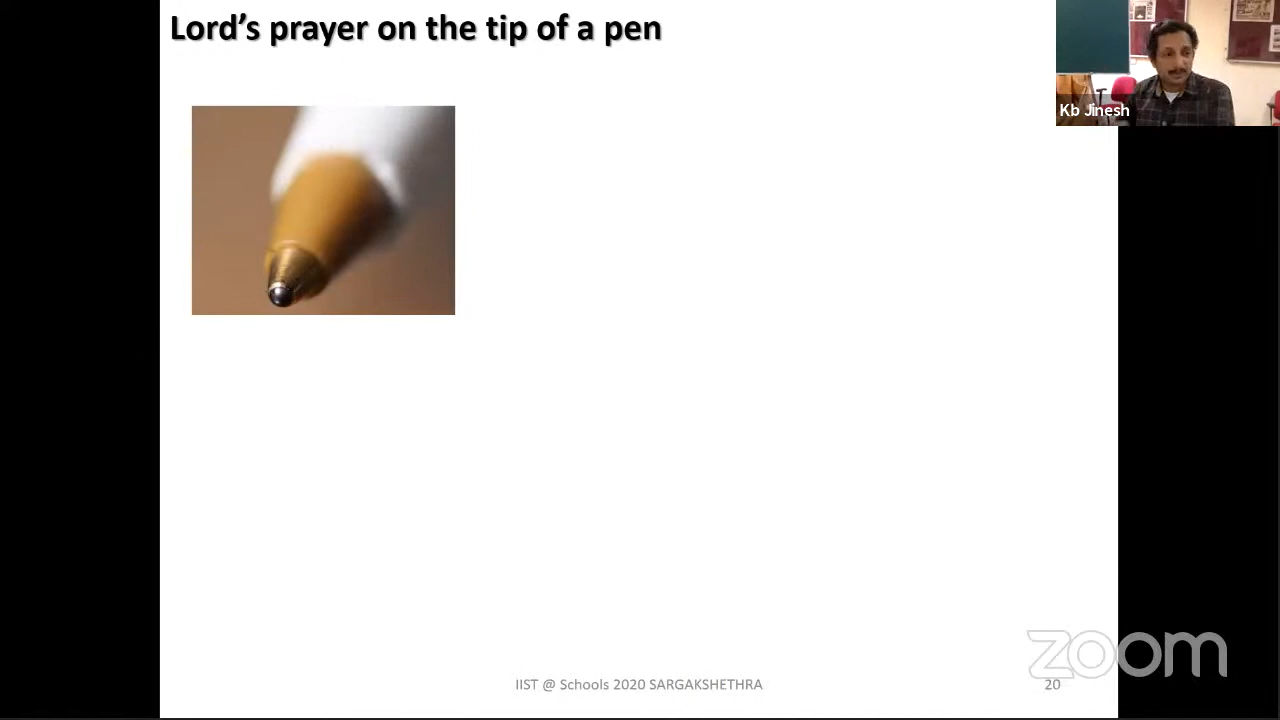 Lord’s prayer on the tip of a pen
Kb Jinesh
zoom
IIST @ Schools 2020 SARGAKSHETHRA
20